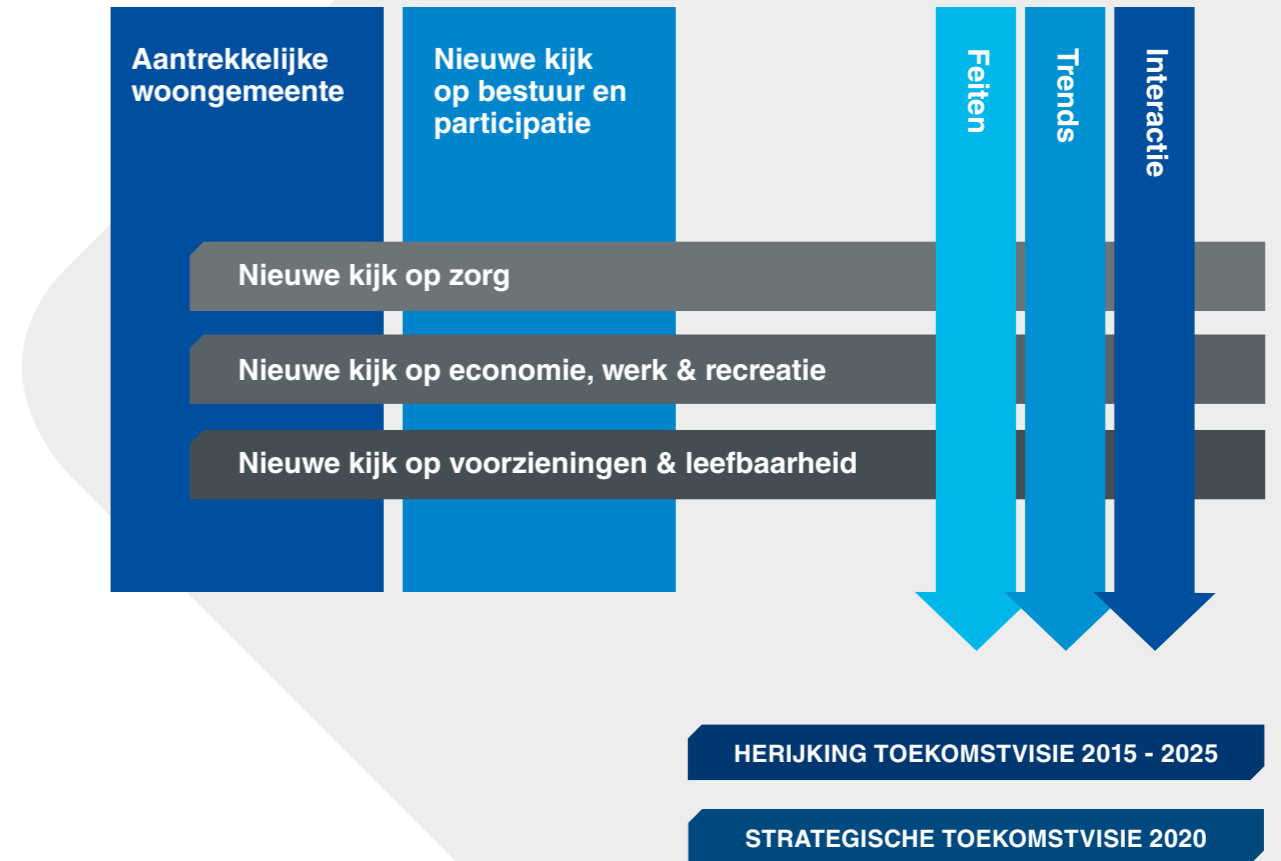 Aantrekkelijke
woongemeente
Nieuwe kijk
op bestuur en
participatie
Feiten
Trends
Interactie
Nieuwe kijk op zorg
Nieuwe kijk op economie, werk & recreatie
Nieuwe kijk op voorzieningen & leefbaarheid
HERIJKING TOEKOMSTVISIE 2015 - 2025
STRATEGISCHE TOEKOMSTVISIE 2020